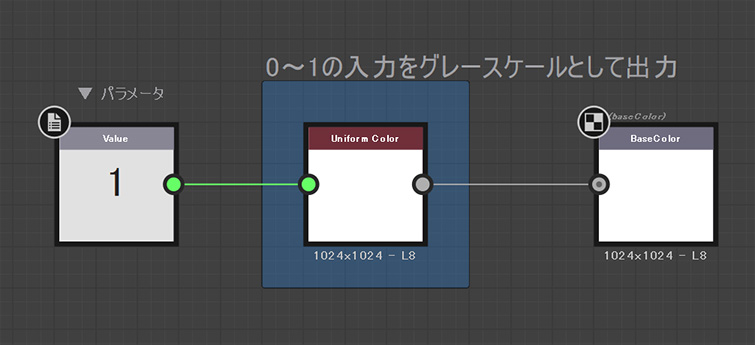 0～1の入力をグレースケールとして出力
▼ パラメータ
(baseColor)
Value
Uniform Color
BaseColor
1
1024x1024 - L8
1024x1024 - L8